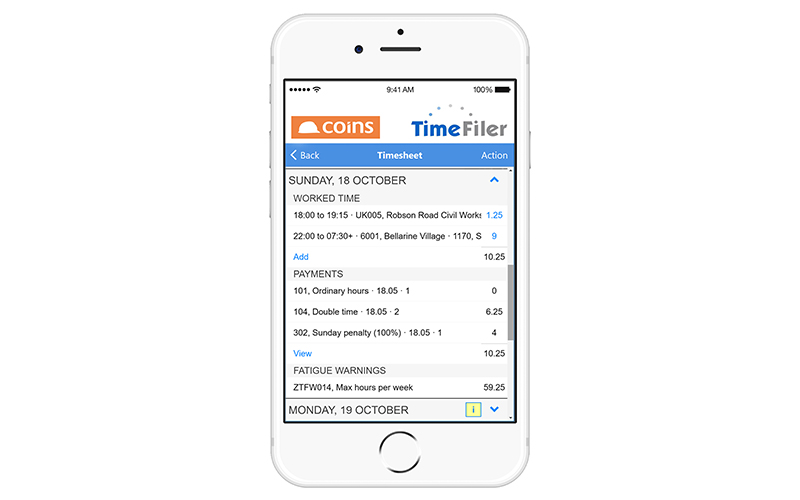 9:41 AM 100%
COINS TimeFiler
Back Timesheet Action
SUNDAY, 18 OCTOBER
WORKED TIME
18:00 to 19:15 · UK005, Robson Road Civil Works 1.25
22:00 to 07:30+ · 6001, Bellarine Village · 1170, S 9
Add 10.25
PAYMENTS
101, Ordinary hours · 18.05 · 1 0
104, Double time · 18.05 · 2 6.25
302, Sunday penalty (100%) · 18.05 · 1 4
View 10.25
FATIGUE WARNINGS
ZTFW014, Max hours per week 59.25
MONDAY, 19 OCTOBER i